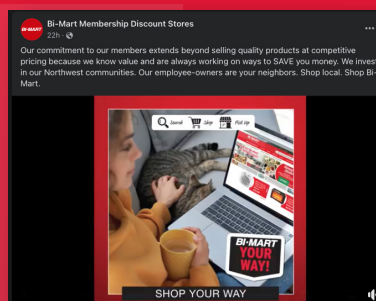 BI-MART
Bi-Mart Membership Discount Stores
22h
Our commitment to our members extends beyond selling quality products at competitive
pricing because we know value and are always working on ways to SAVE you money. We invest
in our Northwest communities. Our employee-owners are your neighbors. Shop local. Shop Bi-
Mart.
Search Shop Pick Up
BI-MART
YOUR
WAY!
SHOP YOUR WAY